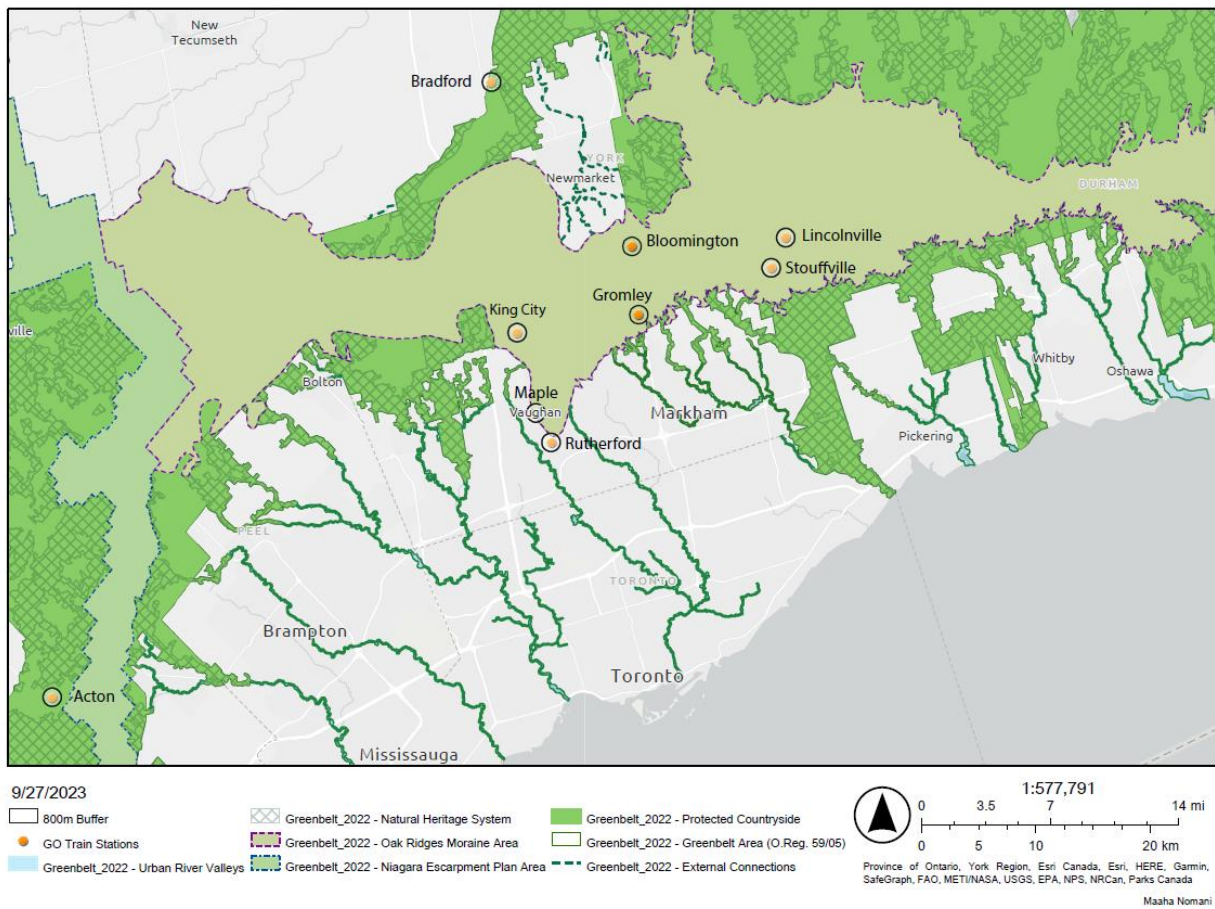 New
Tecumseth
Bradford
YORK
Newmarket
DURHAM
Bloomington
Lincolnville
Stouffville
Gromley
King City
ville
Bolton
Maple
Vaughan
Markham
Whitby
Oshawa
Rutherford
Pickering
PEEL
TORONTO
Brampton
Toronto
Acton
Mississauga
9/27/2023
800m Buffer
GO Train Stations
Greenbelt_2022 - Urban River Valleys
Greenbelt_2022 - Natural Heritage System
Greenbelt_2022 - Oak Ridges Moraine Area
Greenbelt_2022 - Niagara Escarpment Plan Area
Greenbelt_2022 - Protected Countryside
Greenbelt_2022 - Greenbelt Area (O.Reg. 59/05)
Greenbelt_2022 - External Connections
1:577,791
0 3.5 7 14 mi
0 5 10 20 km
Province of Ontario, York Region, Esri Canada, Esri, HERE, Garmin,
SafeGraph, FAO, METI/NASA, USGS, EPA, NPS, NRCan, Parks Canada
Maaha Nomani